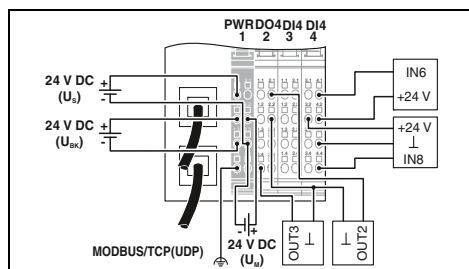 PWR DO4 DI4 DI4
1 2 3 4
24 V DC
(US)
+
-
24 V DC
(UBK)
+
-
IN6
+24 V
+24 V
⊥
IN8
- +
24 V DC
(UM)
MODBUS/TCP(UDP)
OUT3
⊥
⊥
OUT2